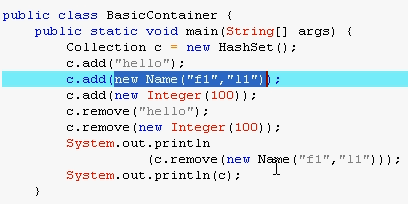 public class BasicContainer {
    public static void main(String[] args) {
        Collection c = new HashSet();
        c.add("hello");
        c.add(new Name("f1","l1"));
        c.add(new Integer(100));
        c.remove("hello");
        c.remove(new Integer(100));
        System.out.println
                (c.remove(new Name("f1","l1")));
        System.out.println(c);
    }